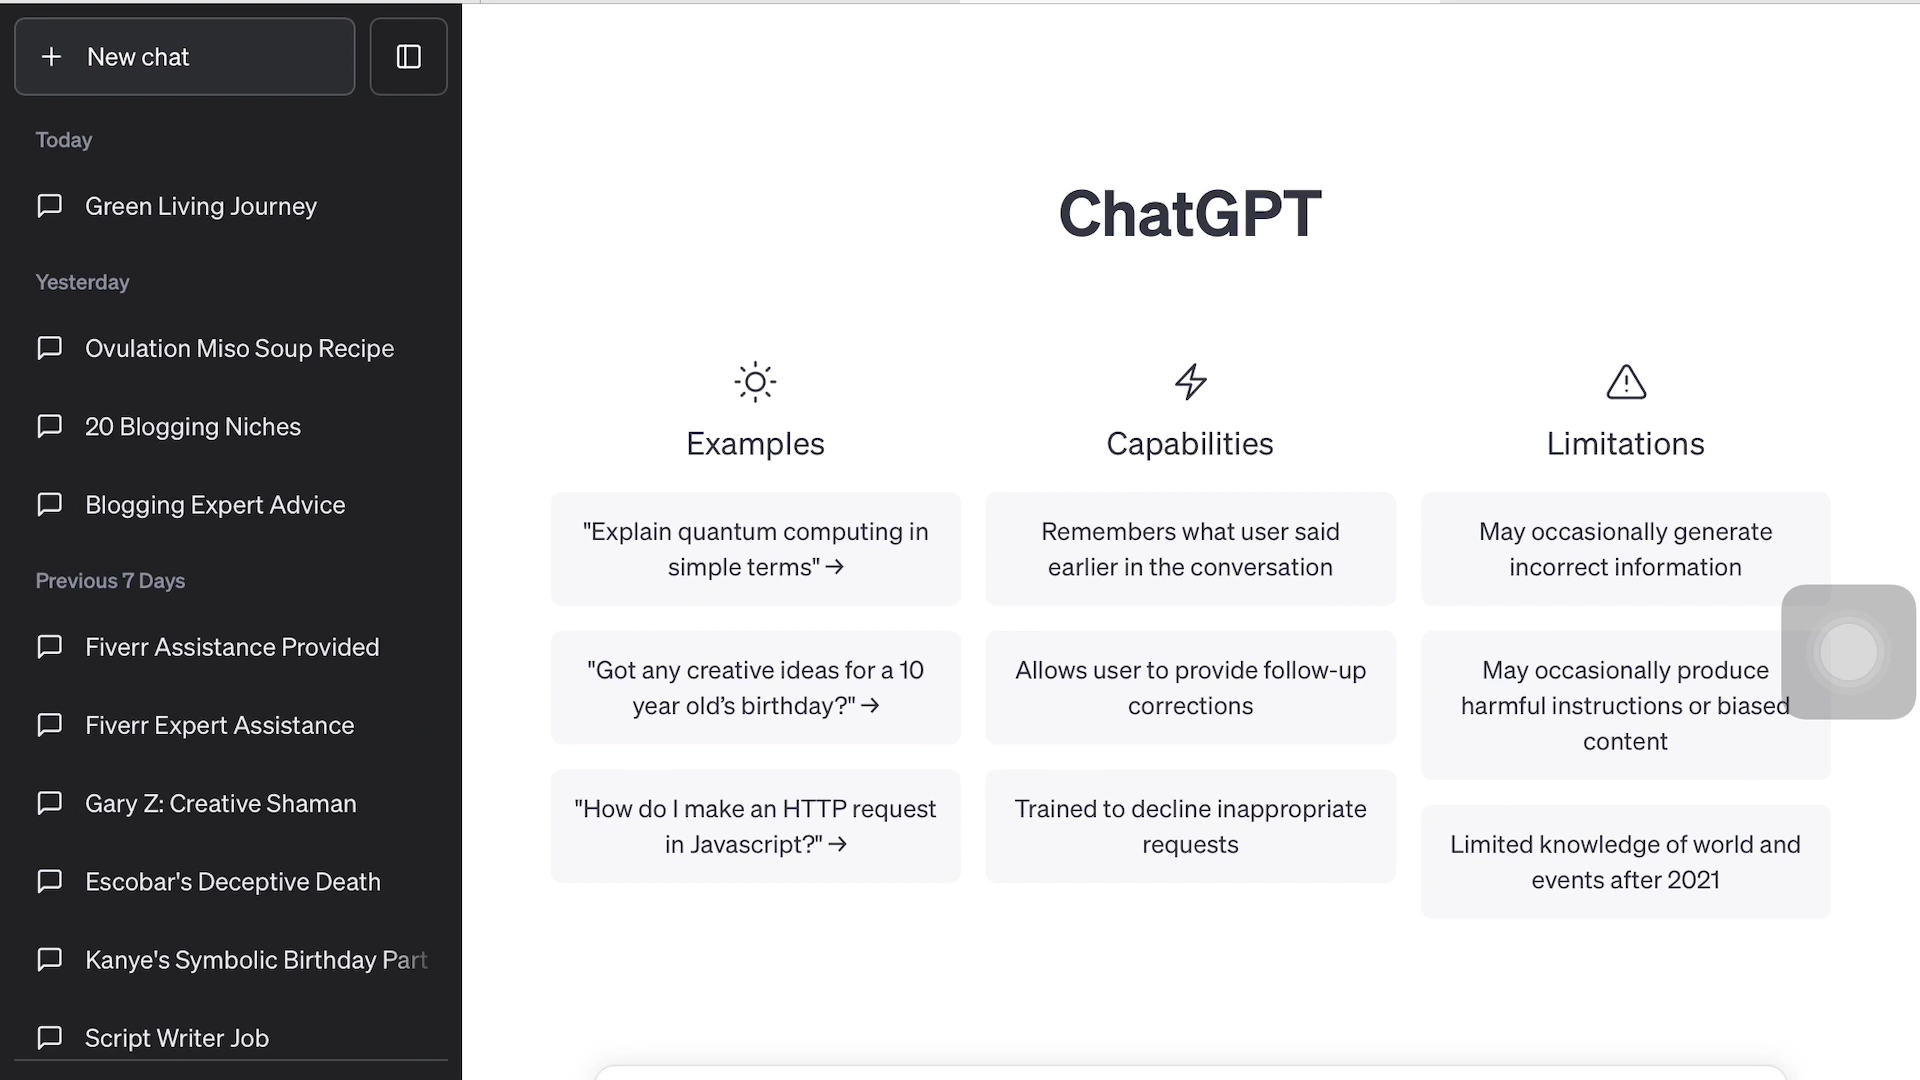 New chat
Today
Green Living Journey
Yesterday
Ovulation Miso Soup Recipe
20 Blogging Niches
Blogging Expert Advice
Previous 7 Days
Fiverr Assistance Provided
Fiverr Expert Assistance
Gary Z: Creative Shaman
Escobar's Deceptive Death
Kanye's Symbolic Birthday Part
Script Writer Job
ChatGPT
Examples
"Explain quantum computing in
simple terms" →
"Got any creative ideas for a 10
year old’s birthday?" →
"How do I make an HTTP request
in Javascript?" →
Capabilities
Remembers what user said
earlier in the conversation
Allows user to provide follow-up
corrections
Trained to decline inappropriate
requests
Limitations
May occasionally generate
incorrect information
May occasionally produce
harmful instructions or biased
content
Limited knowledge of world and
events after 2021